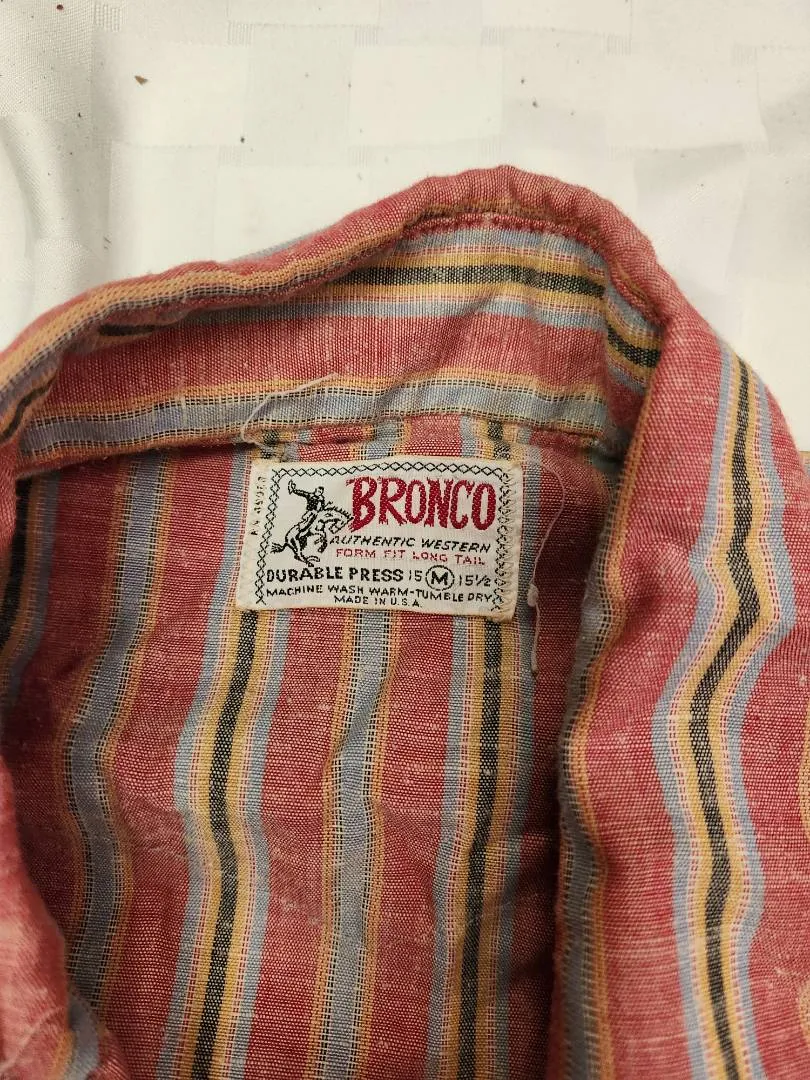 BRONCO
AUTHENTIC WESTERN
FORM FIT LONG TAIL
DURABLE PRESS 15 M 15½
MACHINE WASH WARM-TUMBLE DRY
MADE IN U.S.A.